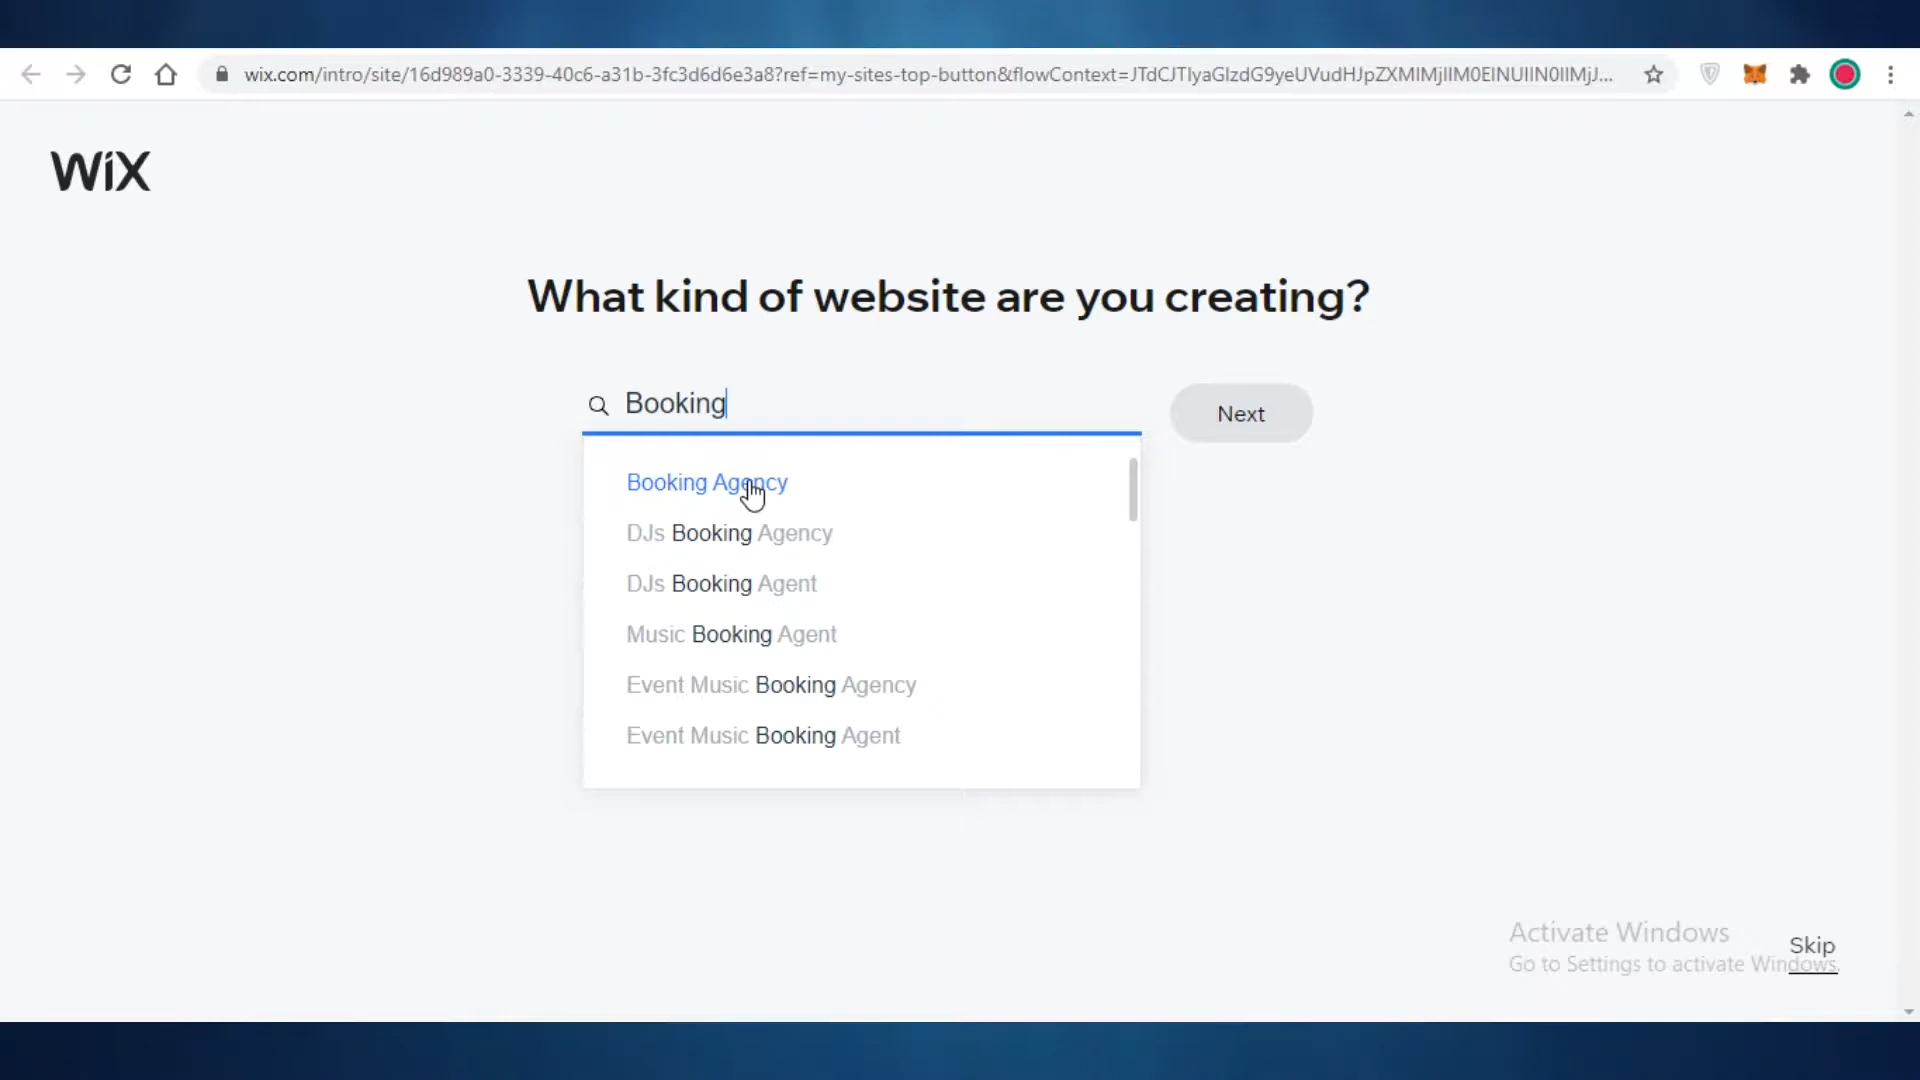 wix.com/intro/site/16d989a0-3339-40c6-a31b-3fc3d6d6e3a8?ref=my-sites-top-button&flowContext=JTdCJTIyaGlzdG9yeUVudHJpZXMlMjIlM0ElNUIlN0IlMjJ...
WiX
What kind of website are you creating?
Booking
Next
Booking Agency
DJs Booking Agency
DJs Booking Agent
Music Booking Agent
Event Music Booking Agency
Event Music Booking Agent
Activate Windows
Skip
Go to Settings to activate Windows.